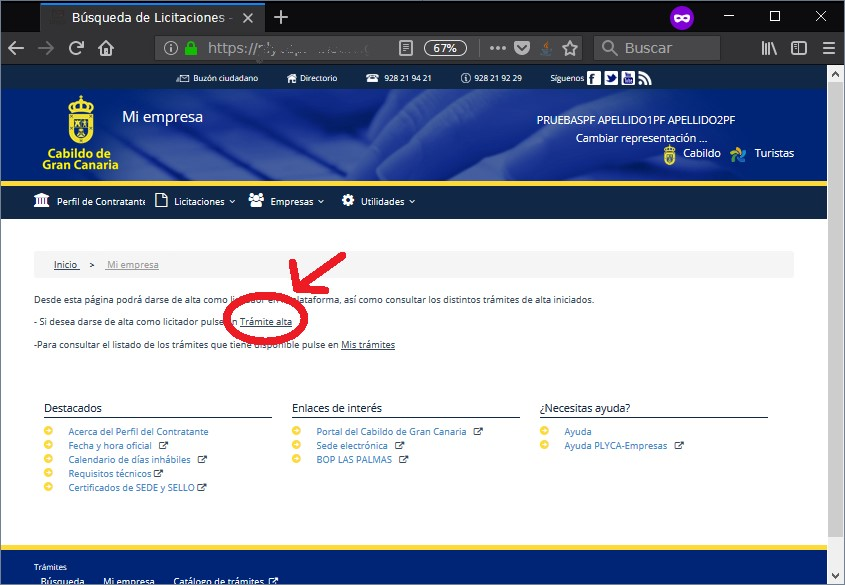 Búsqueda de Licitaciones -
https://
67%
Buscar
Buzón ciudadano
Directorio
928 21 94 21
928 21 92 29
Síguenos
Cabildo de
Gran Canaria
Mi empresa
PRUEBASPF APELLIDO1PF APELLIDO2PF
Cambiar representación ...
Cabildo
Turistas
Perfil de Contratante
Licitaciones
Empresas
Utilidades
Inicio > Mi empresa
Desde esta página podrá darse de alta como en plataforma, así como consultar los distintos trámites de alta iniciados.
- Si desea darse de alta como licitador pulse en Trámite alta
-Para consultar el listado de los trámites que tiene disponible pulse en Mis trámites
Destacados
Acerca del Perfil del Contratante
Fecha y hora oficial
Calendario de días inhábiles
Requisitos técnicos
Certificados de SEDE y SELLO
Enlaces de interés
Portal del Cabildo de Gran Canaria
Sede electrónica
BOP LAS PALMAS
¿Necesitas ayuda?
Ayuda
Ayuda PLYCA-Empresas
Trámites
Búsqueda
Mi empresa
Catálogo de trámites